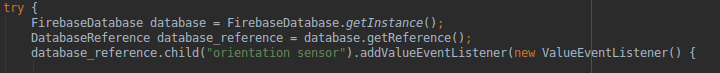 try {
FirebaseDatabase database = FirebaseDatabase.getInstance();
DatabaseReference database_reference = database.getReference();
database_reference.child("orientation sensor").addValueEventListener(new ValueEventListener() {